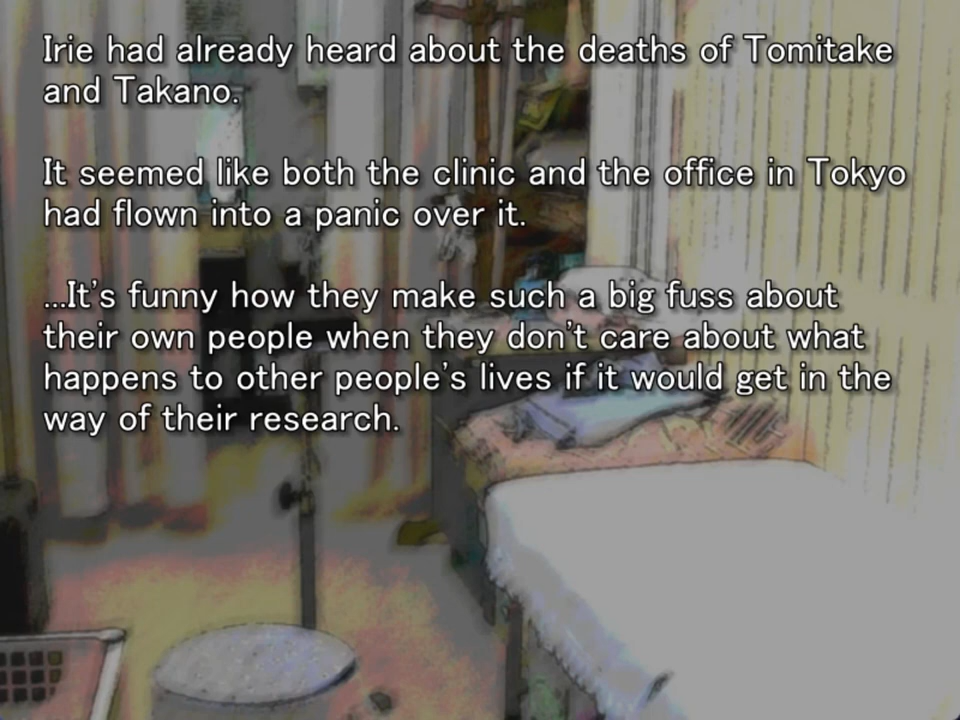 Irie had already heard about the deaths of Tomitake
and Takano.
It seemed like both the clinic and the office in Tokyo
had flown into a panic over it.
...It's funny how they make such a big fuss about
their own people when they don't care about what
happens to other people's lives if it would get in the
way of their research.